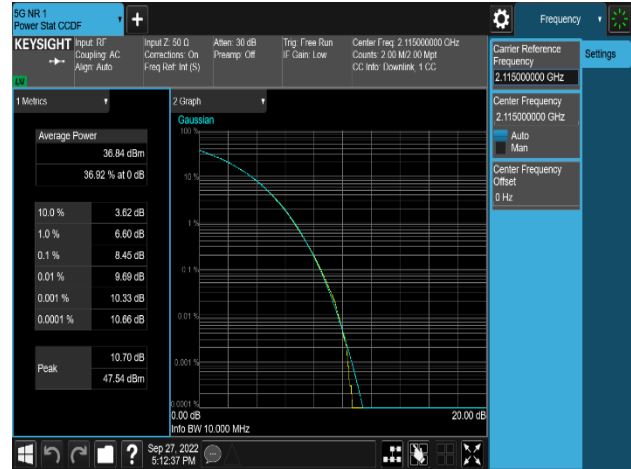 5G NR 1
Power Stat CCDF
Frequency
KEYSIGHT
Input: RF
Coupling: AC
Align: Auto
Input Z: 50 Ω
Corrections: On
Freq Ref: Int (S)
Atten: 30 dB
Preamp: Off
Trig: Free Run
IF Gain: Low
Center Freq: 2.115000000 GHz
Counts: 2.00 M/2.00 Mpt
CC Info: Downlink, 1 CC
Carrier Reference
Frequency
2.115000000 GHz
Settings
Center Frequency
2.115000000 GHz
Auto
Man
Center Frequency
Offset
0 Hz
1 Metrics
Average Power
36.84 dBm
36.92 % at 0 dB
10.0 % 3.62 dB
1.0 % 6.60 dB
0.1 % 8.45 dB
0.01 % 9.69 dB
0.001 % 10.33 dB
0.0001 % 10.66 dB
Peak
10.70 dB
47.54 dBm
2 Graph
Gaussian
100 %
10 %
1 %
0.1 %
0.01 %
0.001 %
0.0001 %
0.00 dB
20.00 dB
Info BW 10.000 MHz
?
Sep 27, 2022
5:12:37 PM